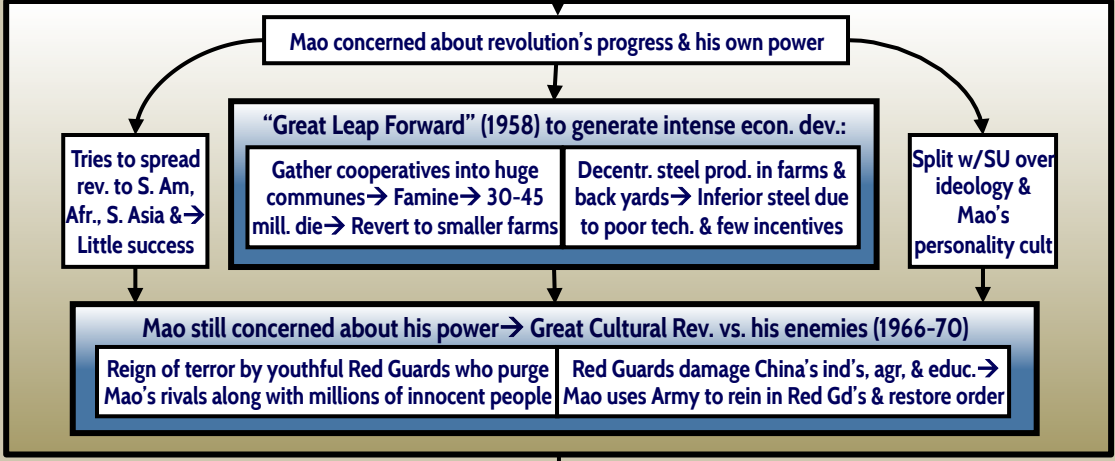 Mao concerned about revolution's progress & his own power
"Great Leap Forward" (1958) to generate intense econ. dev.:
Tries to spread
rev. to S. Am,
Afr., S. Asia &→
Little success
Gather cooperatives into huge
communes→ Famine→ 30-45
mill. die→ Revert to smaller farms
Decentr. steel prod. in farms &
back yards→ Inferior steel due
to poor tech. & few incentives
Split w/SU over
ideology &
Mao's
personality cult
Mao still concerned about his power→ Great Cultural Rev. vs. his enemies (1966-70)
Reign of terror by youthful Red Guards who purge
Mao's rivals along with millions of innocent people
Red Guards damage China's ind's, agr, & educ.→
Mao uses Army to rein in Red Gd's & restore order